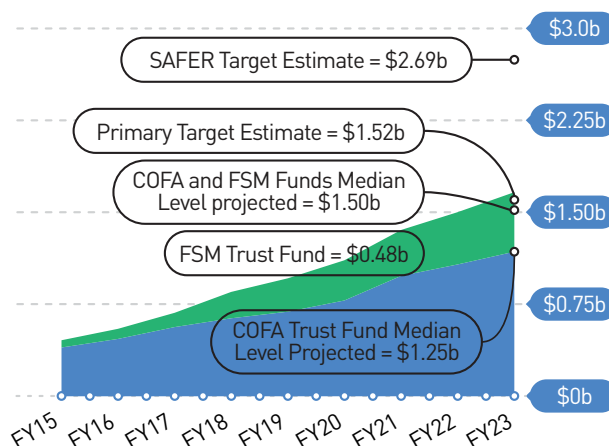 $3.0b
SAFER Target Estimate = $2.69b
$2.25b
Primary Target Estimate = $1.52b
COFA and FSM Funds Median
Level projected = $1.50b
$1.50b
FSM Trust Fund = $0.48b
$0.75b
COFA Trust Fund Median
Level Projected = $1.25b
$0b
FY15 FY16 FY17 FY18 FY19 FY20 FY21 FY22 FY23